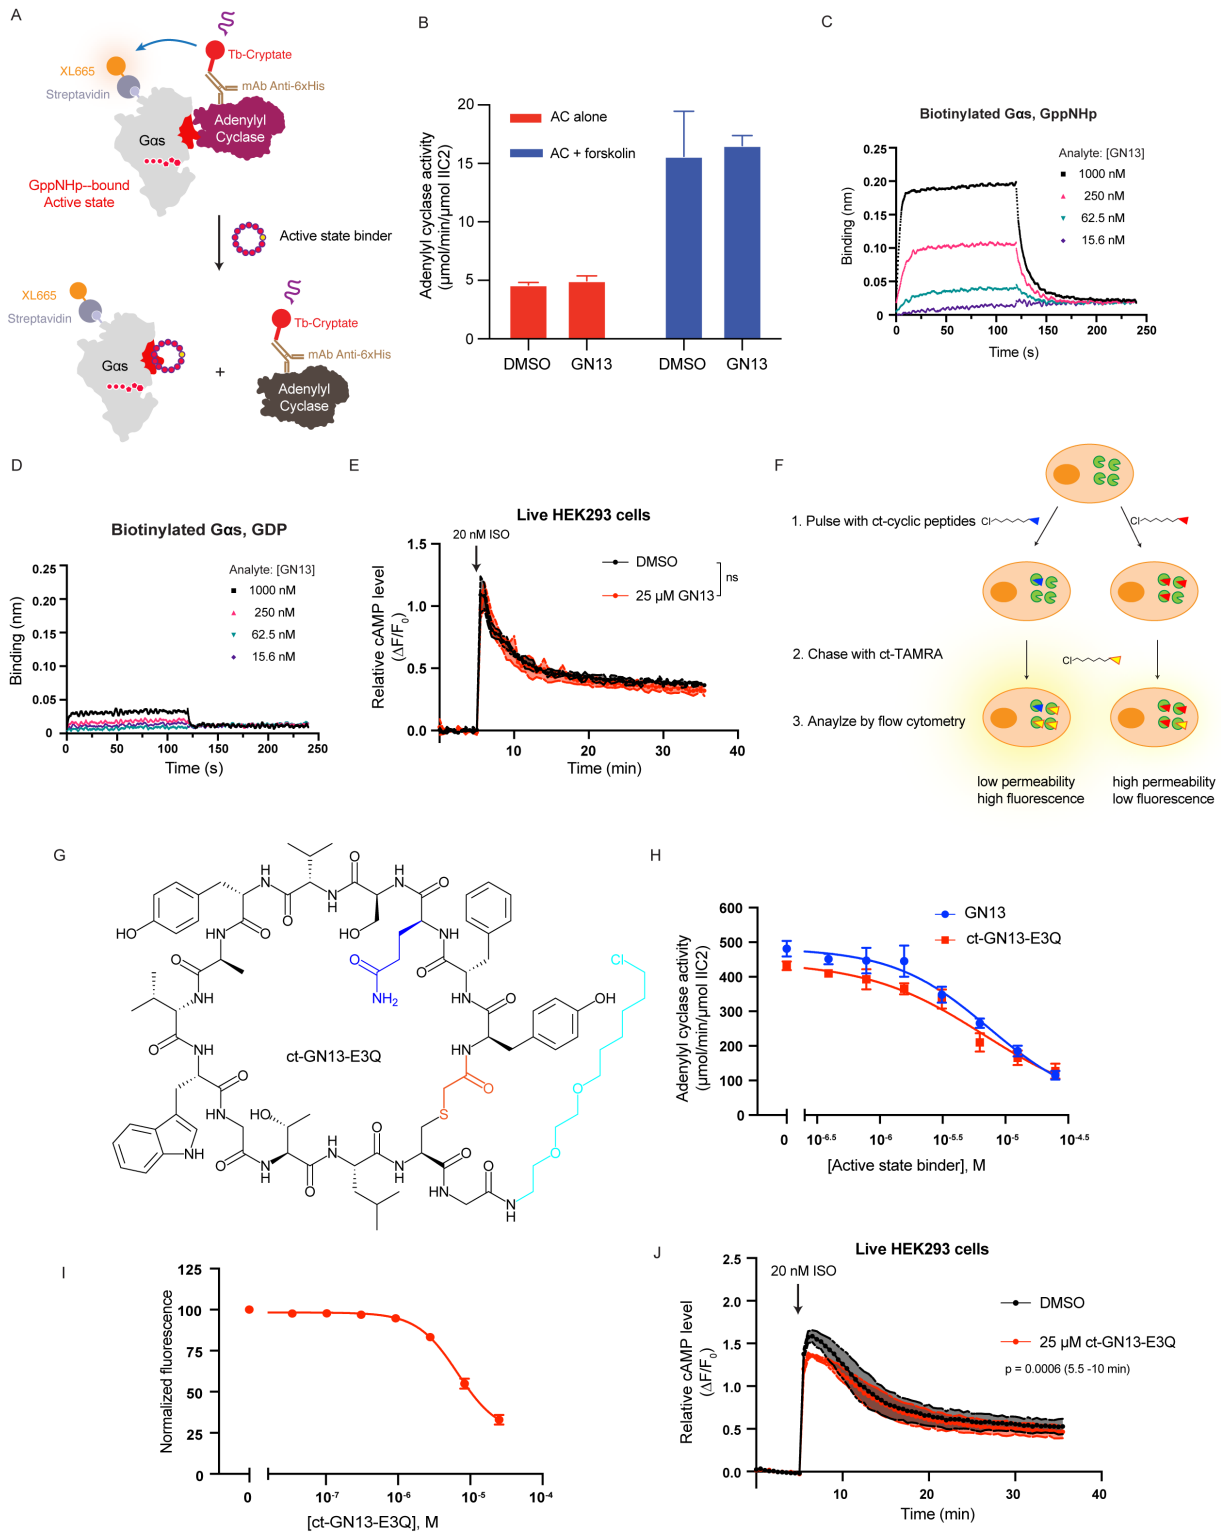 A
XL665
Streptavidin
Tb-Cryptate
mAb Anti-6xHis
Adenylyl
Cyclase
Gαs
GppNHp--bound
Active state
Active state binder
XL665
Streptavidin
Tb-Cryptate
mAb Anti-6xHis
Gαs
+
Adenylyl
Cyclase
B
Adenylyl cyclase activity
(μmol/min/μmol IIC2)
20
15
10
5
0
AC alone
AC + forskolin
DMSO
GN13
DMSO
GN13
C
Biotinylated Gαs, GppNHp
Binding (nm)
0.25
0.20
0.15
0.10
0.05
0
Analyte: [GN13]
1000 nM
250 nM
62.5 nM
15.6 nM
0 50 100 150 200 250
Time (s)
D
Biotinylated Gαs, GDP
Binding (nm)
0.25
0.20
0.15
0.10
0.05
0
Analyte: [GN13]
1000 nM
250 nM
62.5 nM
15.6 nM
0 50 100 150 200 250
Time (s)
E
Live HEK293 cells
20 nM ISO
Relative cAMP level
(ΔF/F0)
1.5
1.0
0.5
0.0
DMSO
25 μM GN13
ns
10 20 30 40
Time (min)
F
1. Pulse with ct-cyclic peptides
Cl
Cl
2. Chase with ct-TAMRA
Cl
3. Anaylze by flow cytometry
low permeability
high fluorescence
high permeability
low fluorescence
G
ct-GN13-E3Q
HO
O
H
N
O
N
H
O
HO
H
N
O
NH
O
NH2
O
H
N
O
OH
Cl
HN
O
S
O
O
NH
O
HN
O
NH
O
HN
O
HO
N
H
O
H
N
O
N
H
O
HN
O
N
H
H
Adenylyl cyclase activity
(μmol/min/μmol IIC2)
600
500
400
300
200
100
0
GN13
ct-GN13-E3Q
0 10-6.5 10-6 10-5.5 10-5 10-4.5
[Active state binder], M
I
Normalized fluorescence
125
100
75
50
25
0
0 10-7 10-6 10-5 10-4
[ct-GN13-E3Q], M
J
Live HEK293 cells
20 nM ISO
Relative cAMP level
(ΔF/F0)
2.5
2.0
1.5
1.0
0.5
0.0
DMSO
25 μM ct-GN13-E3Q
p = 0.0006 (5.5 -10 min)
10 20 30 40
Time (min)